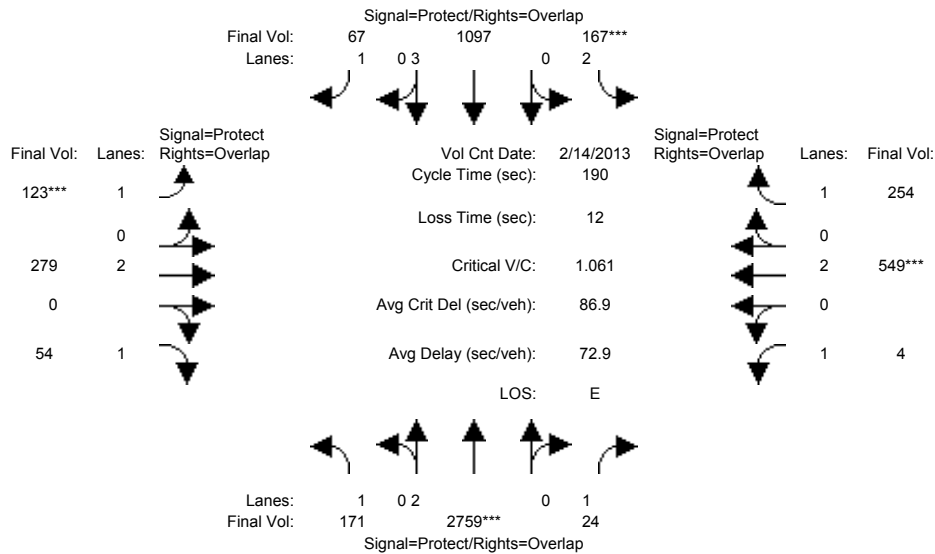 Signal=Protect/Rights=Overlap
Final Vol: 67 1097 167***
Lanes: 1 0 3 0 2
Signal=Protect
Final Vol: Lanes: Rights=Overlap
Vol Cnt Date: 2/14/2013
Signal=Protect
Rights=Overlap Lanes: Final Vol:
Cycle Time (sec): 190
123*** 1
1 254
Loss Time (sec): 12
0
0
279 2
Critical V/C: 1.061
2 549***
0
Avg Crit Del (sec/veh): 86.9
0
54 1
Avg Delay (sec/veh): 72.9
1 4
LOS: E
Lanes: 1 0 2 0 1
Final Vol: 171 2759*** 24
Signal=Protect/Rights=Overlap